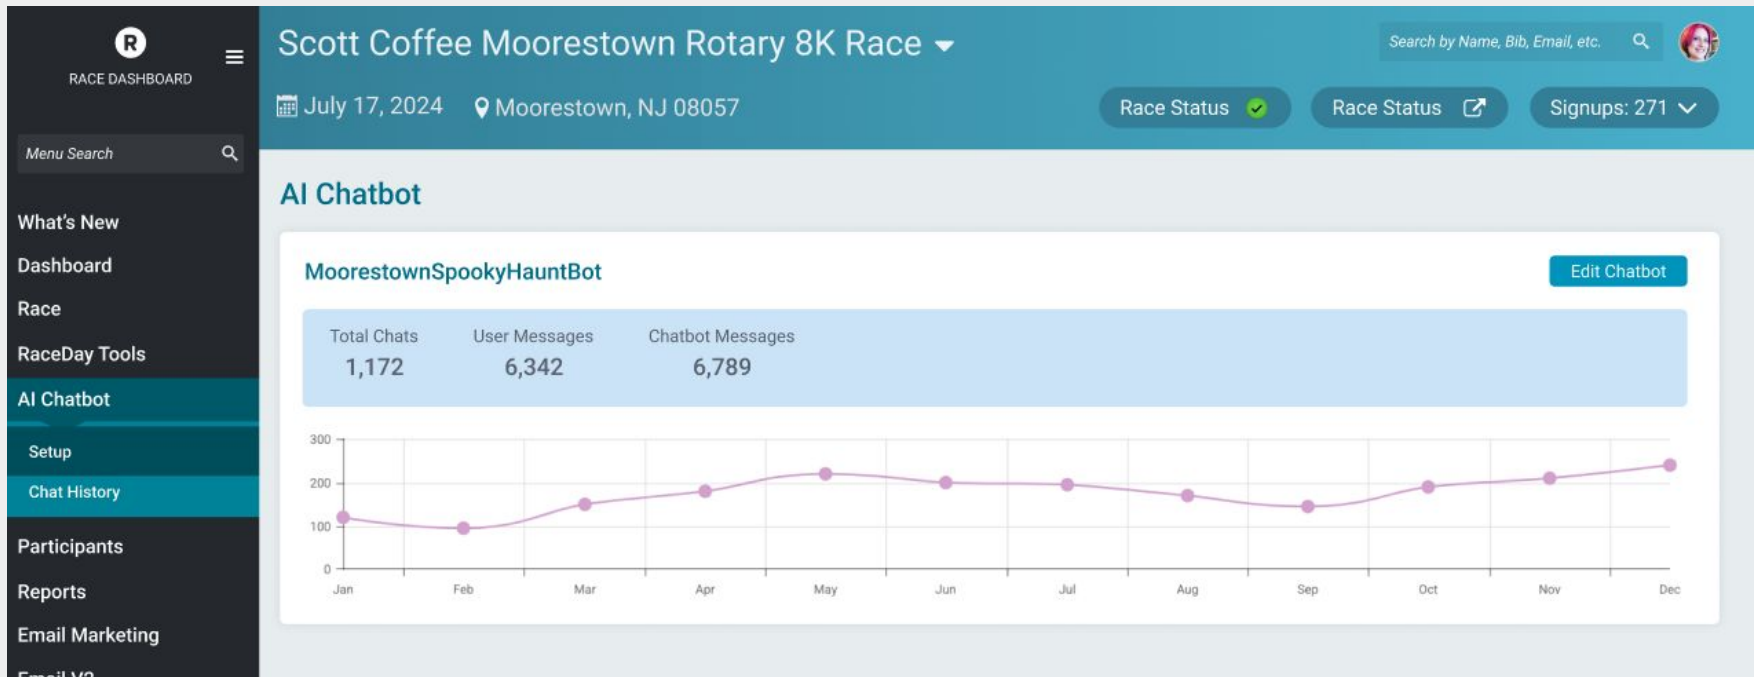 R
RACE DASHBOARD
Menu Search
What's New
Dashboard
Race
RaceDay Tools
AI Chatbot
Setup
Chat History
Participants
Reports
Email Marketing
Email V2
Scott Coffee Moorestown Rotary 8K Race
Search by Name, Bib, Email, etc.
July 17, 2024
Moorestown, NJ 08057
Race Status
Race Status
Signups: 271
AI Chatbot
MoorestownSpookyHauntBot
Edit Chatbot
Total Chats
1,172
User Messages
6,342
Chatbot Messages
6,789
300
200
100
0
Jan Feb Mar Apr May Jun Jul Aug Sep Oct Nov Dec